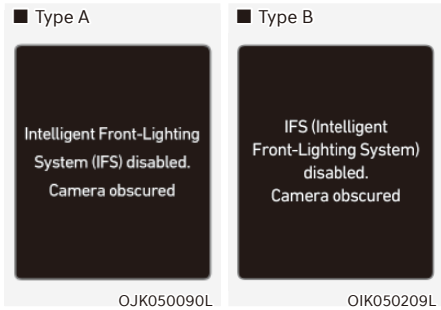 ■ Type A
Intelligent Front-Lighting
System (IFS) disabled.
Camera obscured
OJK050090L
■ Type B
IFS (Intelligent
Front-Lighting System)
disabled.
Camera obscured
OIK050209L